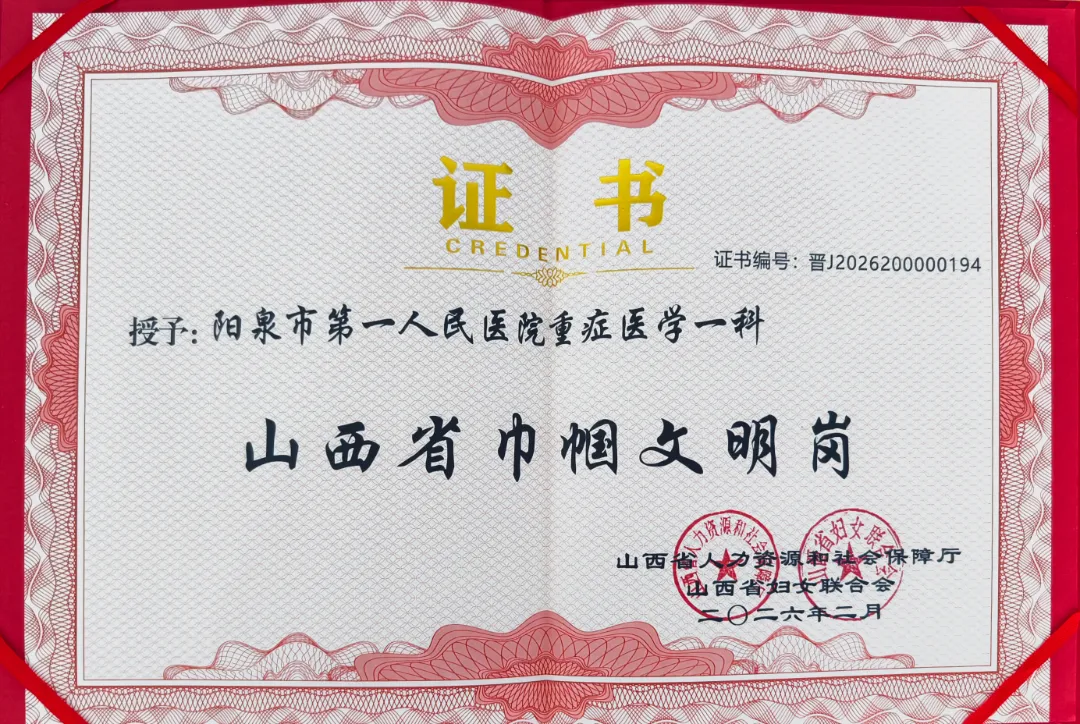 证书
CREDENTIAL
证书编号：晋J2026200000194
授予：阳泉市第一人民医院重症医学一科
山西省巾帼文明岗
山西省人力资源和社会保障厅
山西省妇女联合会
二〇二六年二月